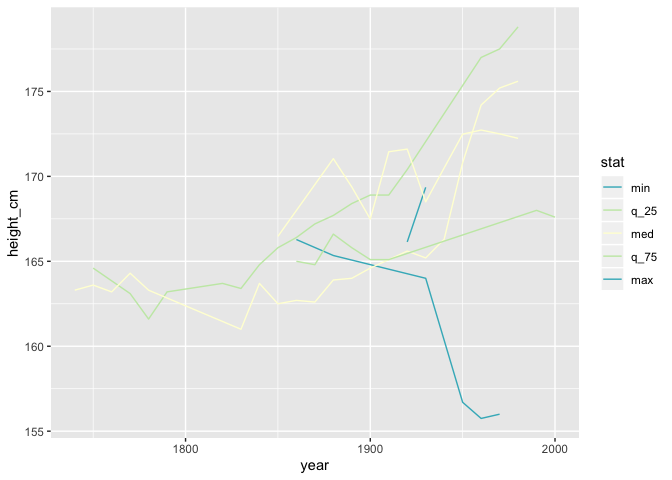 175
170
165
160
155
height_cm
1800
1900
2000
year
stat
min
q_25
med
q_75
max